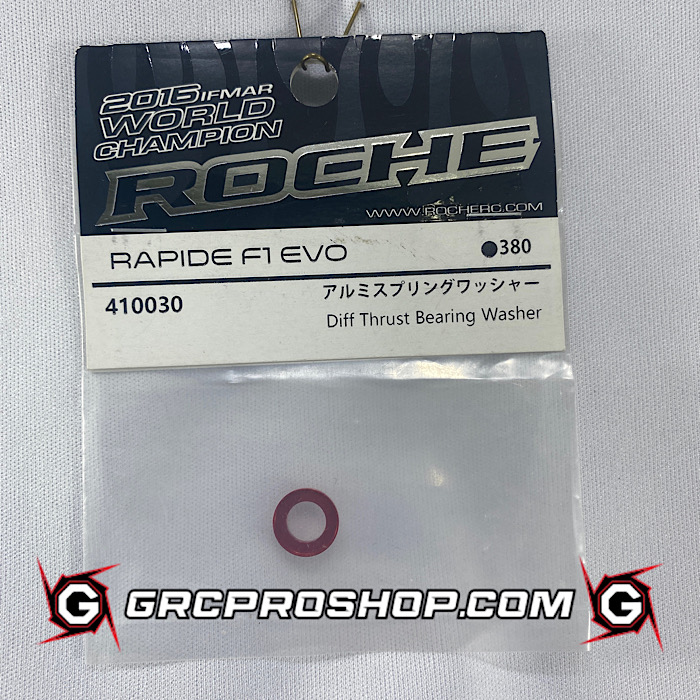 2016 IFMAR
WORLD
CHAMPION
ROCHE
WWW.ROCHERC.COM
RAPIDE F1 EVO ●380
410030 アルミスプリングワッシャー
Diff Thrust Bearing Washer
G GRCPROSHOP.COM G